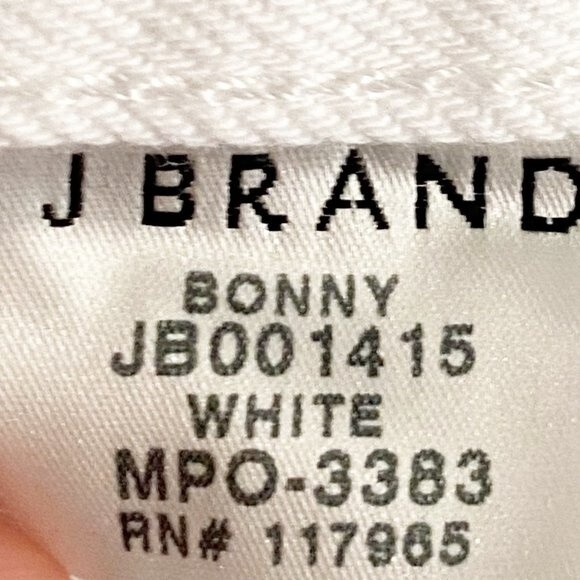 J BRAND
BONNY
JB001415
WHITE
MPO-3383
RN# 117965